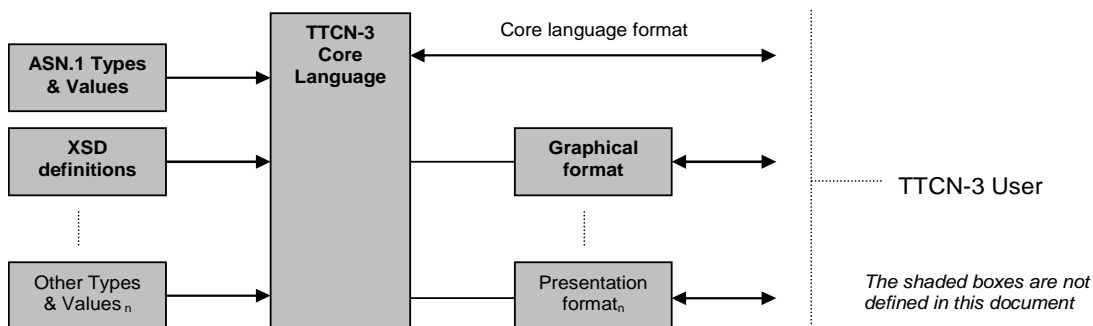 ASN.1 Types
& Values
XSD
definitions
Other Types
& Values n
TTCN-3
Core
Language
Core language format
Graphical
format
Presentation
formatn
TTCN-3 User
The shaded boxes are not
defined in this document